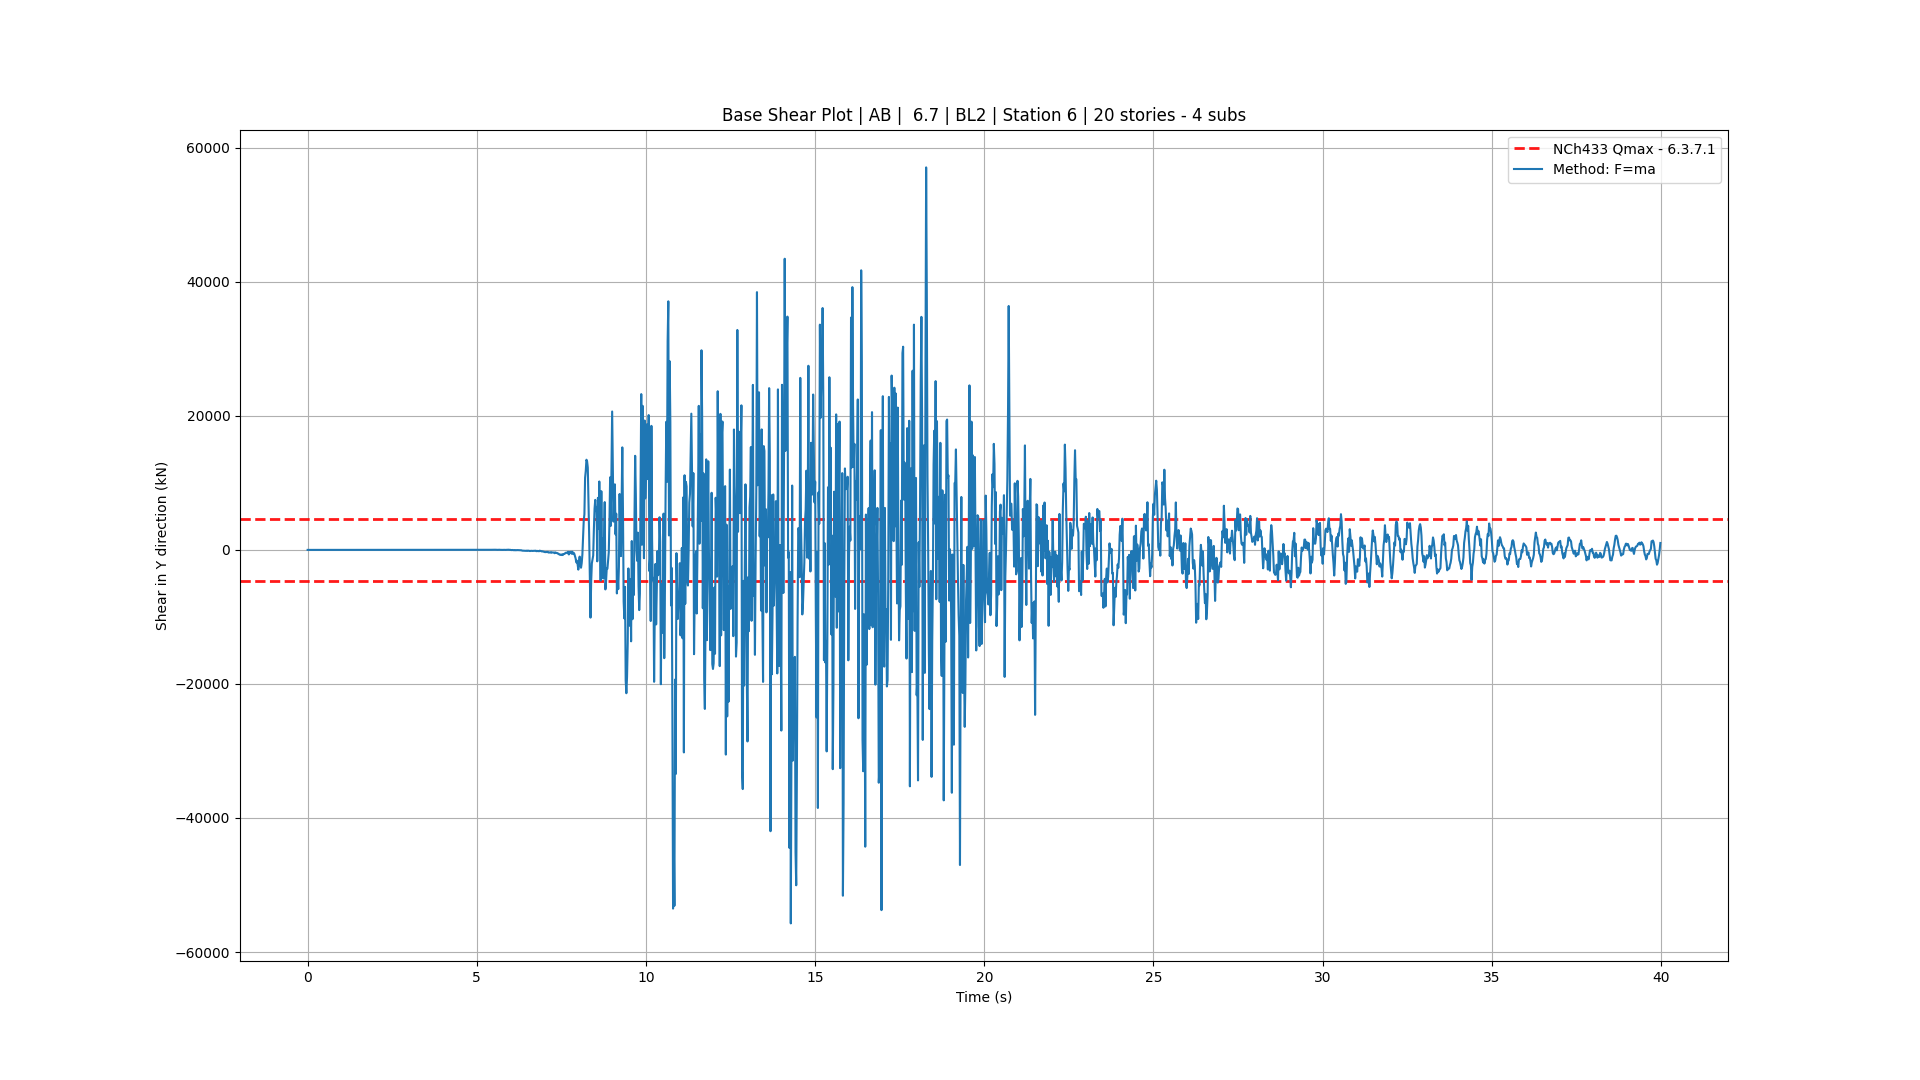 Base Shear Plot | AB |  6.7 | BL2 | Station 6 | 20 stories - 4 subs
NCh433 Qmax - 6.3.7.1
Method: F=ma
Shear in Y direction (kN)
60000
40000
20000
0
−20000
−40000
−60000
0 5 10 15 20 25 30 35 40
Time (s)